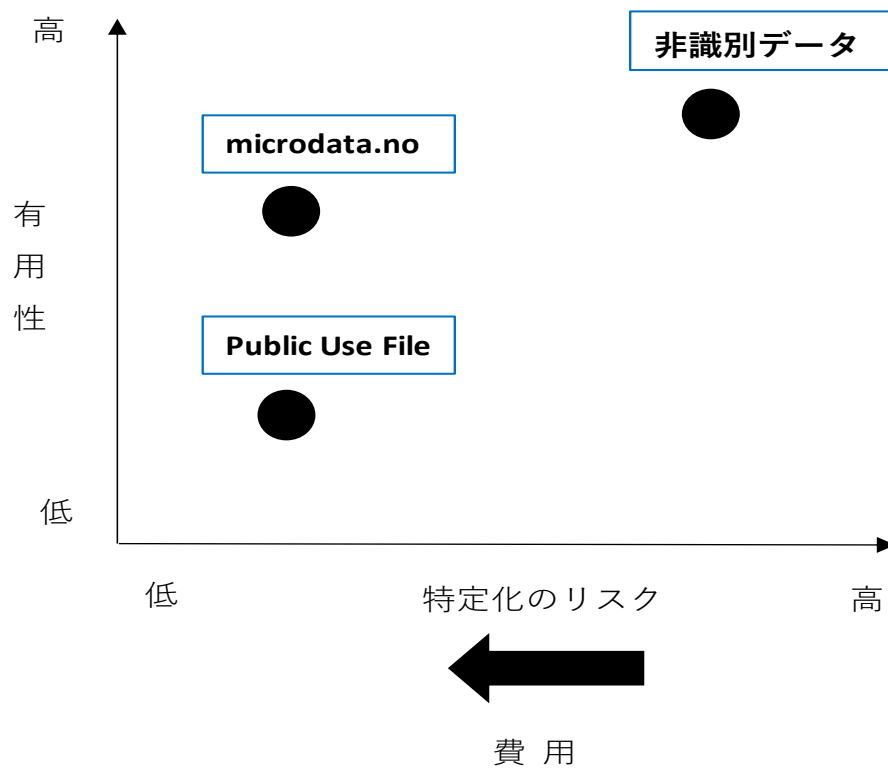 高
非識別データ
microdata.no
有
用
性
Public Use File
低
低
特定化のリスク
高
費 用